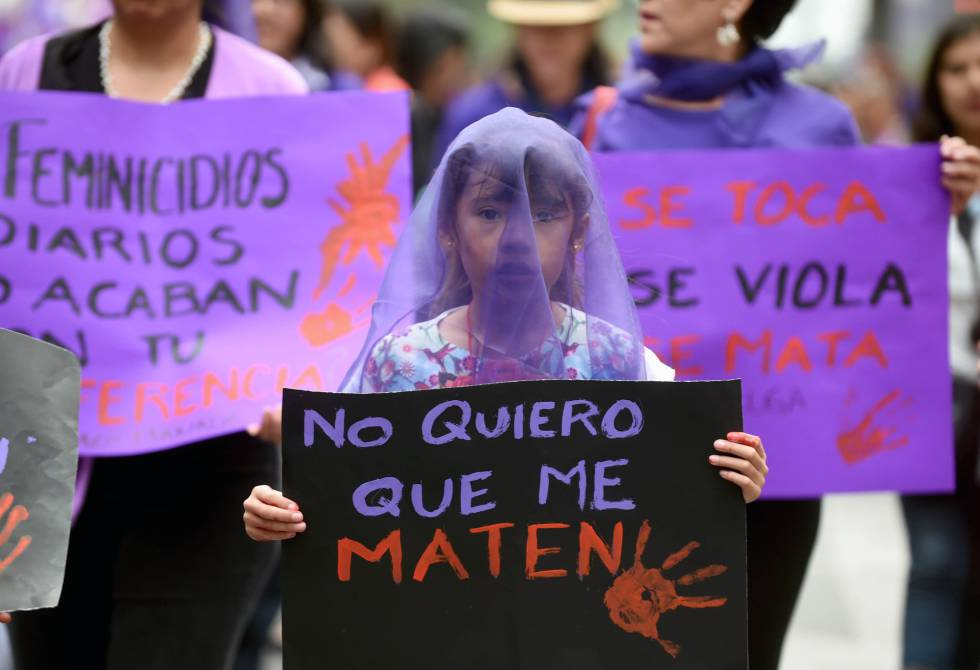 FEMINICIDIOS
DIARIOS
O ACABAN
N TU
FERENCIA
SE TOCA
SE VIOLA
SE MATA
NO QUIERO
QUE ME
MATEN